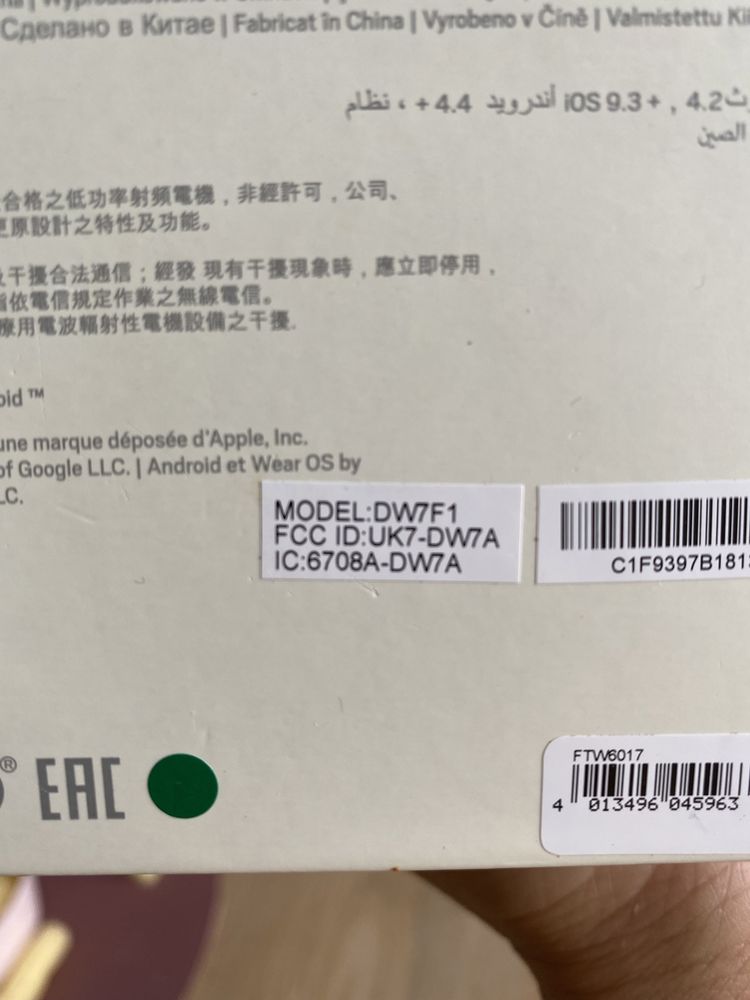 Сделано в Китае | Fabricat în China | Vyrobeno v Číně | Valmistettu
أندرويد 4.4 + ، نظام iOS 9.3 + , 4.2
الصين
合格之低功率射頻電機，非經許可，公司、
原設計之特性及功能。
干擾合法通信；經發 現有干擾現象時，應立即停用，
依電信規定作業之無線電信。
療用電波輻射性電機設備之干擾.
oid ™
une marque déposée d'Apple, Inc.
of Google LLC. | Android et Wear OS by
LC.
MODEL:DW7F1
FCC ID:UK7-DW7A
IC:6708A-DW7A
C1F9397B181
EAC
FTW6017
4 013496 045963